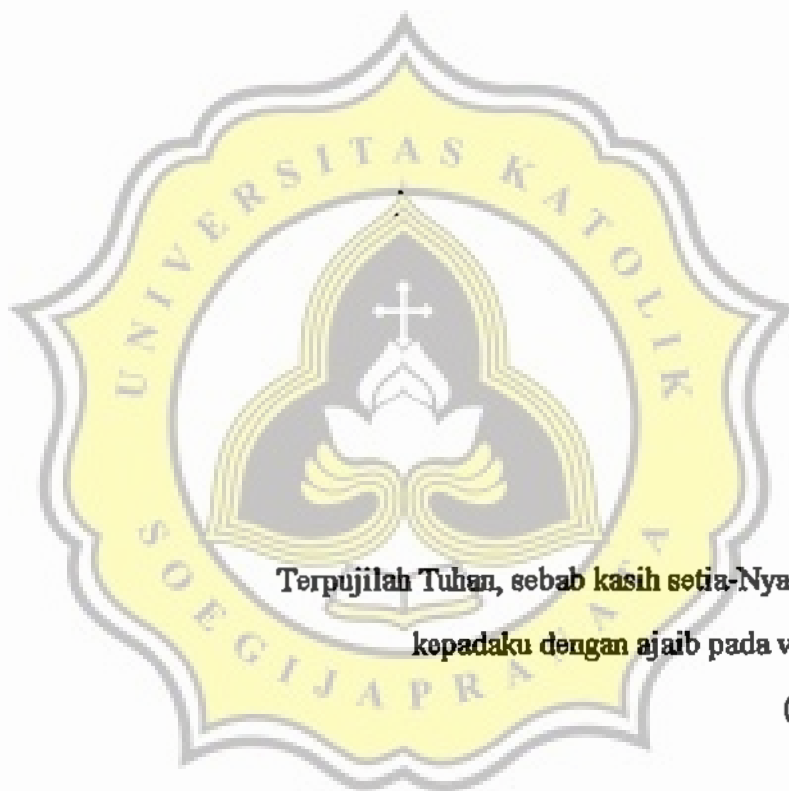 UNIVERSITAS KATOLIK
SOEGIJAPRANATA
Terpujilah Tuhan, sebab kasih setia-Nya
kepadaku dengan ajaib pada
(